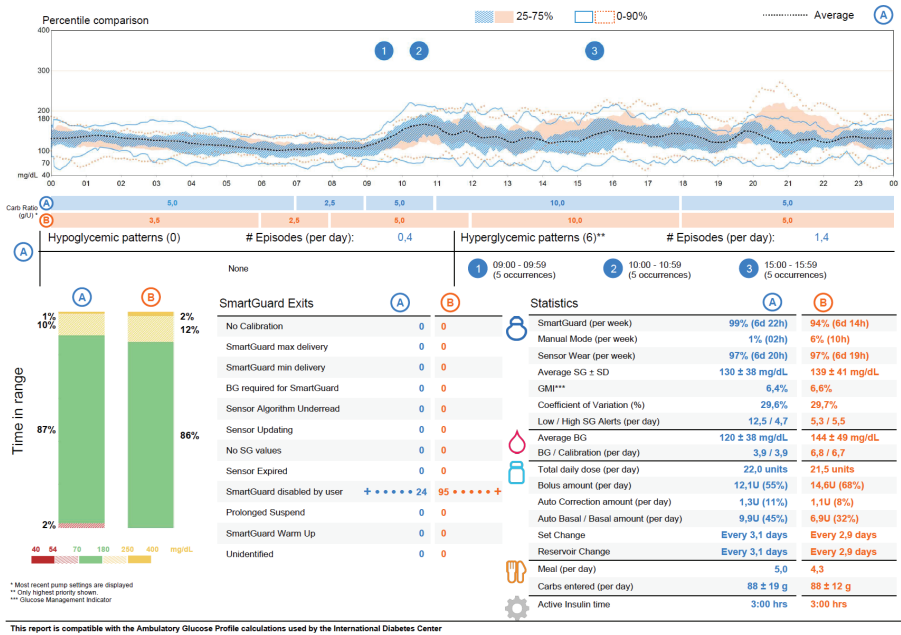 Percentile comparison 25-75% 0-90% Average A
400
300
200
180
100
70
mg/dL 40
1 2 3
00 01 02 03 04 05 06 07 08 09 10 11 12 13 14 15 16 17 18 19 20 21 22 23 00
Carb Ratio
(g/U) *
A 5,0 2,5 5,0 10,0 5,0
B 3,5 2,5 5,0 10,0 5,0
A
Hypoglycemic patterns (0) # Episodes (per day): 0,4
None
Hyperglycemic patterns (6)** # Episodes (per day): 1,4
1 09:00 - 09:59
(5 occurrences)
2 10:00 - 10:59
(5 occurrences)
3 15:00 - 15:59
(5 occurrences)
Time in range
A B
1% 2%
10% 12%
87% 86%
2%
40 54 70 180 250 400 mg/dL
* Most recent pump settings are displayed
** Only highest priority shown.
*** Glucose Management Indicator
SmartGuard Exits A B
No Calibration 0 0
SmartGuard max delivery 0 0
SmartGuard min delivery 0 0
BG required for SmartGuard 0 0
Sensor Algorithm Underread 0 0
Sensor Updating 0 0
No SG values 0 0
Sensor Expired 0 0
SmartGuard disabled by user 24 95
Prolonged Suspend 0 0
SmartGuard Warm Up 0 0
Unidentified 0 0
Statistics A B
SmartGuard (per week) 99% (6d 22h) 94% (6d 14h)
Manual Mode (per week) 1% (02h) 6% (10h)
Sensor Wear (per week) 97% (6d 20h) 97% (6d 19h)
Average SG ± SD 130 ± 38 mg/dL 139 ± 41 mg/dL
GMI*** 6,4% 6,6%
Coefficient of Variation (%) 29,6% 29,7%
Low / High SG Alerts (per day) 12,5 / 4,7 5,3 / 5,5
Average BG 120 ± 38 mg/dL 144 ± 49 mg/dL
BG / Calibration (per day) 3,9 / 3,9 6,8 / 6,7
Total daily dose (per day) 22,0 units 21,5 units
Bolus amount (per day) 12,1U (55%) 14,6U (68%)
Auto Correction amount (per day) 1,3U (11%) 1,1U (8%)
Auto Basal / Basal amount (per day) 9,9U (45%) 6,9U (32%)
Set Change Every 3,1 days Every 2,9 days
Reservoir Change Every 3,1 days Every 2,9 days
Meal (per day) 5,0 4,3
Carbs entered (per day) 88 ± 19 g 88 ± 12 g
Active Insulin time 3:00 hrs 3:00 hrs
This report is compatible with the Ambulatory Glucose Profile calculations used by the International Diabetes Center